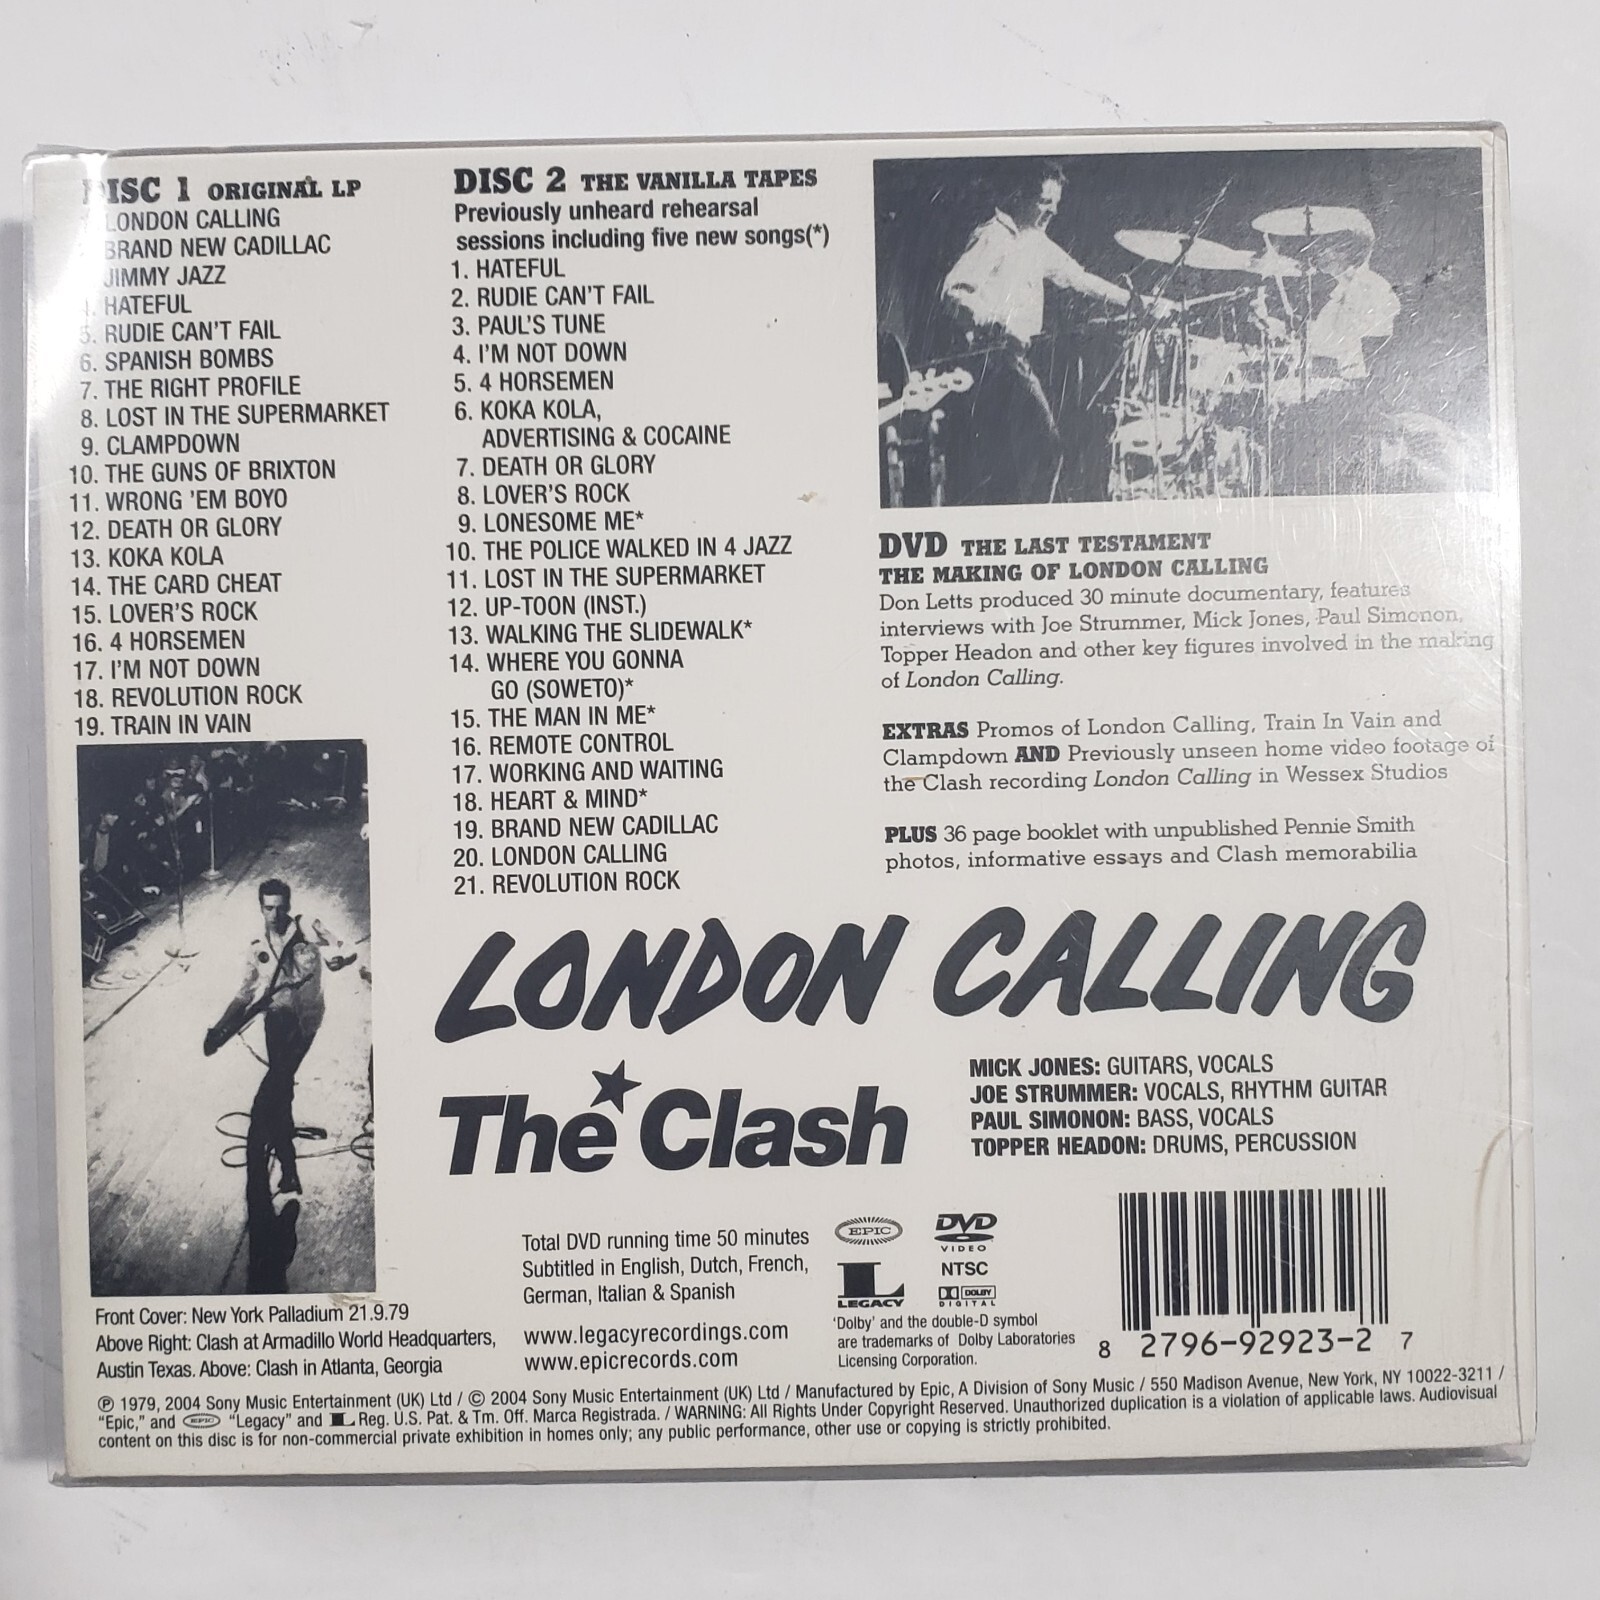 DISC 1 ORIGINAL LP
LONDON CALLING
BRAND NEW CADILLAC
JIMMY JAZZ
4. HATEFUL
5. RUDIE CAN'T FAIL
6. SPANISH BOMBS
7. THE RIGHT PROFILE
8. LOST IN THE SUPERMARKET
9. CLAMPDOWN
10. THE GUNS OF BRIXTON
11. WRONG 'EM BOYO
12. DEATH OR GLORY
13. KOKA KOLA
14. THE CARD CHEAT
15. LOVER'S ROCK
16. 4 HORSEMEN
17. I'M NOT DOWN
18. REVOLUTION ROCK
19. TRAIN IN VAIN
DISC 2 THE VANILLA TAPES
Previously unheard rehearsal
sessions including five new songs(*)
1. HATEFUL
2. RUDIE CAN'T FAIL
3. PAUL'S TUNE
4. I'M NOT DOWN
5. 4 HORSEMEN
6. KOKA KOLA,
ADVERTISING & COCAINE
7. DEATH OR GLORY
8. LOVER'S ROCK
9. LONESOME ME*
10. THE POLICE WALKED IN 4 JAZZ
11. LOST IN THE SUPERMARKET
12. UP-TOON (INST.)
13. WALKING THE SLIDEWALK*
14. WHERE YOU GONNA
GO (SOWETO)*
15. THE MAN IN ME*
16. REMOTE CONTROL
17. WORKING AND WAITING
18. HEART & MIND*
19. BRAND NEW CADILLAC
20. LONDON CALLING
21. REVOLUTION ROCK
DVD THE LAST TESTAMENT
THE MAKING OF LONDON CALLING
Don Letts produced 30 minute documentary, features
interviews with Joe Strummer, Mick Jones, Paul Simonon,
Topper Headon and other key figures involved in the making
of London Calling.
EXTRAS Promos of London Calling, Train In Vain and
Clampdown AND Previously unseen home video footage of
the Clash recording London Calling in Wessex Studios
PLUS 36 page booklet with unpublished Pennie Smith
photos, informative essays and Clash memorabilia
LONDON CALLING
The Clash
MICK JONES: GUITARS, VOCALS
JOE STRUMMER: VOCALS, RHYTHM GUITAR
PAUL SIMONON: BASS, VOCALS
TOPPER HEADON: DRUMS, PERCUSSION
Front Cover: New York Palladium 21.9.79
Above Right: Clash at Armadillo World Headquarters,
Austin Texas. Above: Clash in Atlanta, Georgia
Total DVD running time 50 minutes
Subtitled in English, Dutch, French,
German, Italian & Spanish
www.legacyrecordings.com
www.epicrecords.com
EPIC
L
LEGACY
DVD
VIDEO
NTSC
DOLBY
DIGITAL
'Dolby' and the double-D symbol
are trademarks of Dolby Laboratories
Licensing Corporation.
8 2796-92923-2 7
℗ 1979, 2004 Sony Music Entertainment (UK) Ltd / © 2004 Sony Music Entertainment (UK) Ltd / Manufactured by Epic, A Division of Sony Music / 550 Madison Avenue, New York, NY 10022-3211 /
"Epic," and EPIC "Legacy" and L Reg. U.S. Pat. & Tm. Off. Marca Registrada. / WARNING: All Rights Under Copyright Reserved. Unauthorized duplication is a violation of applicable laws. Audiovisual
content on this disc is for non-commercial private exhibition in homes only; any public performance, other use or copying is strictly prohibited.